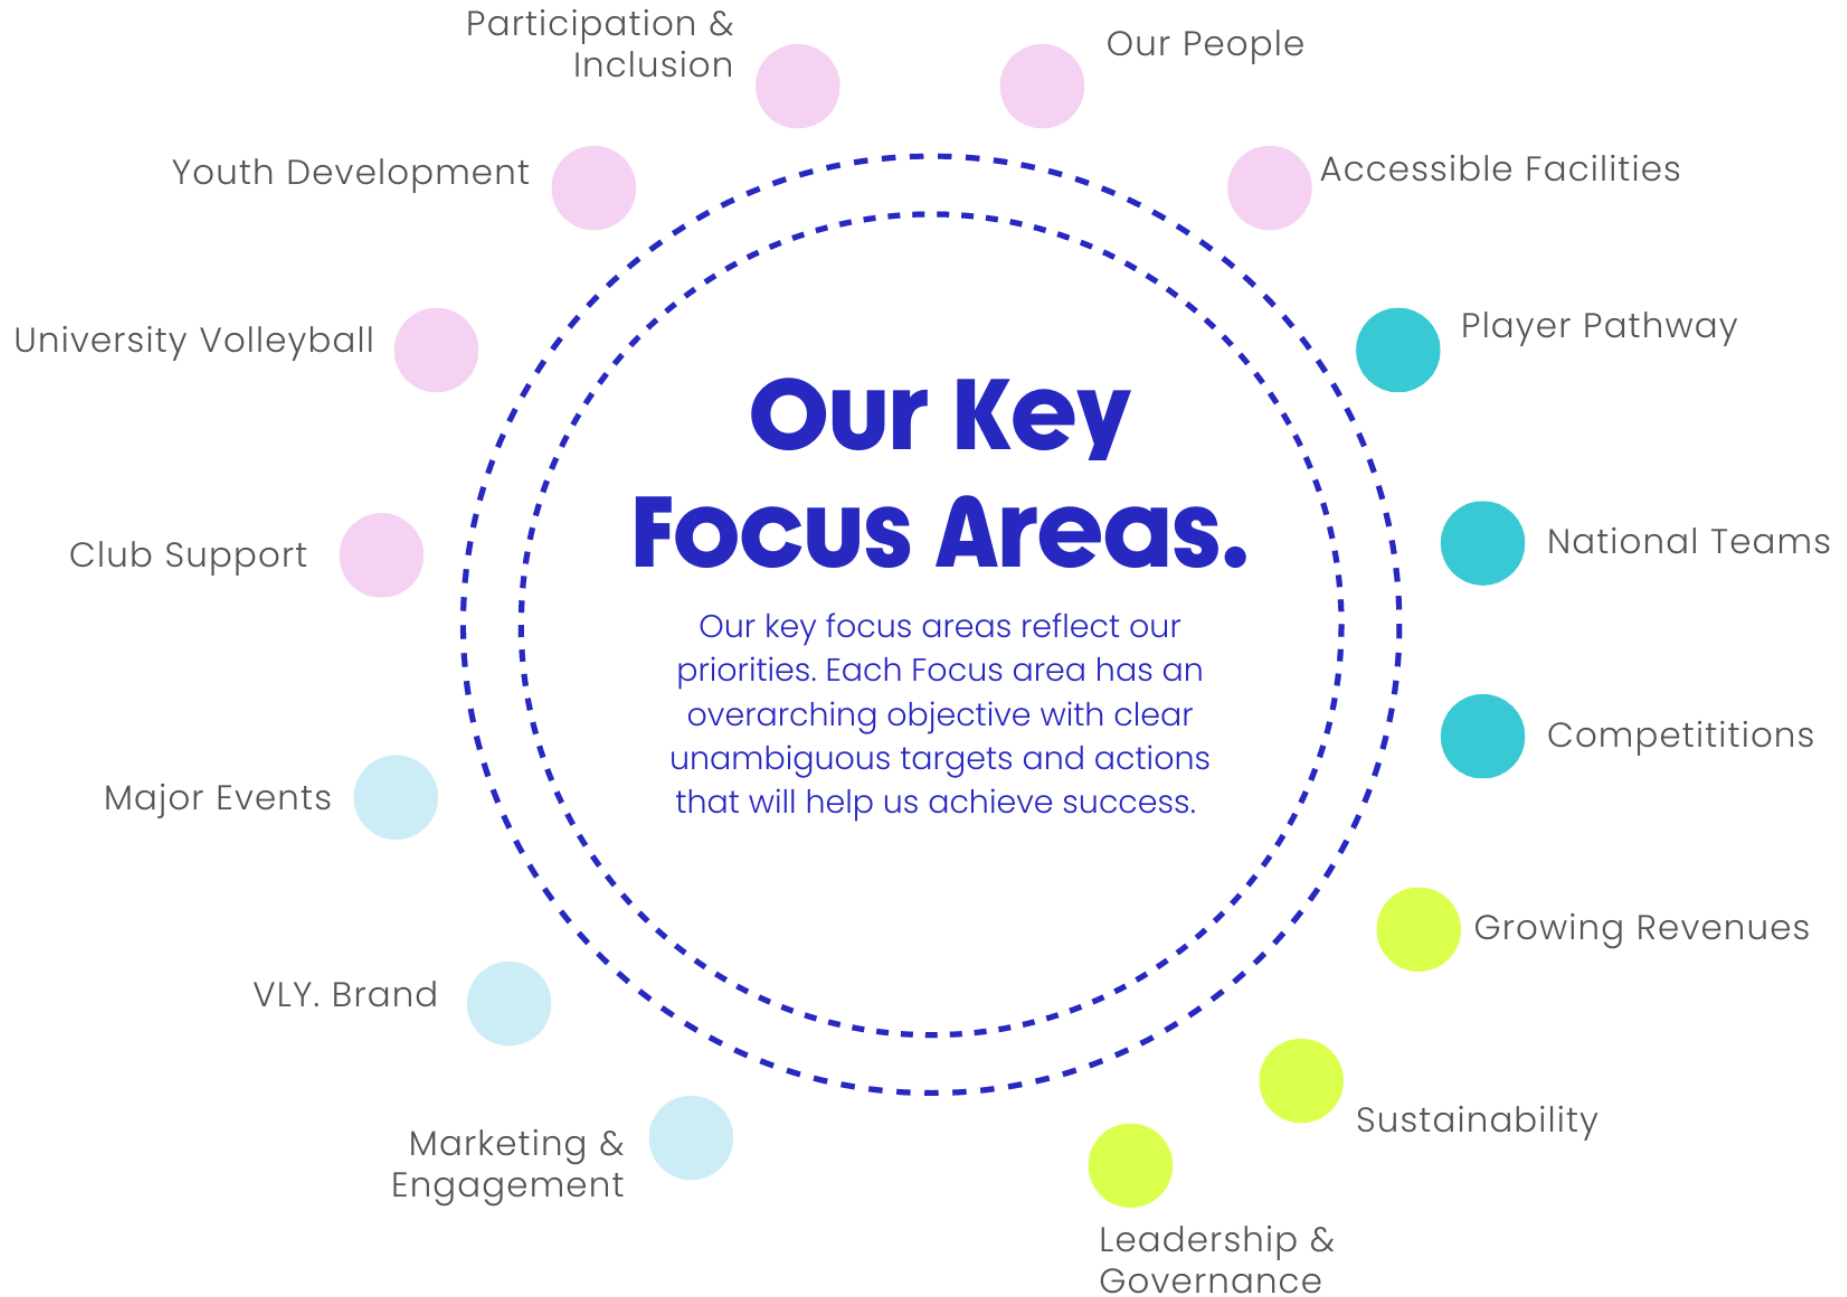 Participation &
Inclusion
Our People
Youth Development
Accessible Facilities
University Volleyball
Player Pathway
Our Key
Focus Areas.
Club Support
National Teams
Our key focus areas reflect our
priorities. Each Focus area has an
overarching objective with clear
unambiguous targets and actions
that will help us achieve success.
Competititions
Major Events
Growing Revenues
VLY. Brand
Sustainability
Marketing &
Engagement
Leadership &
Governance